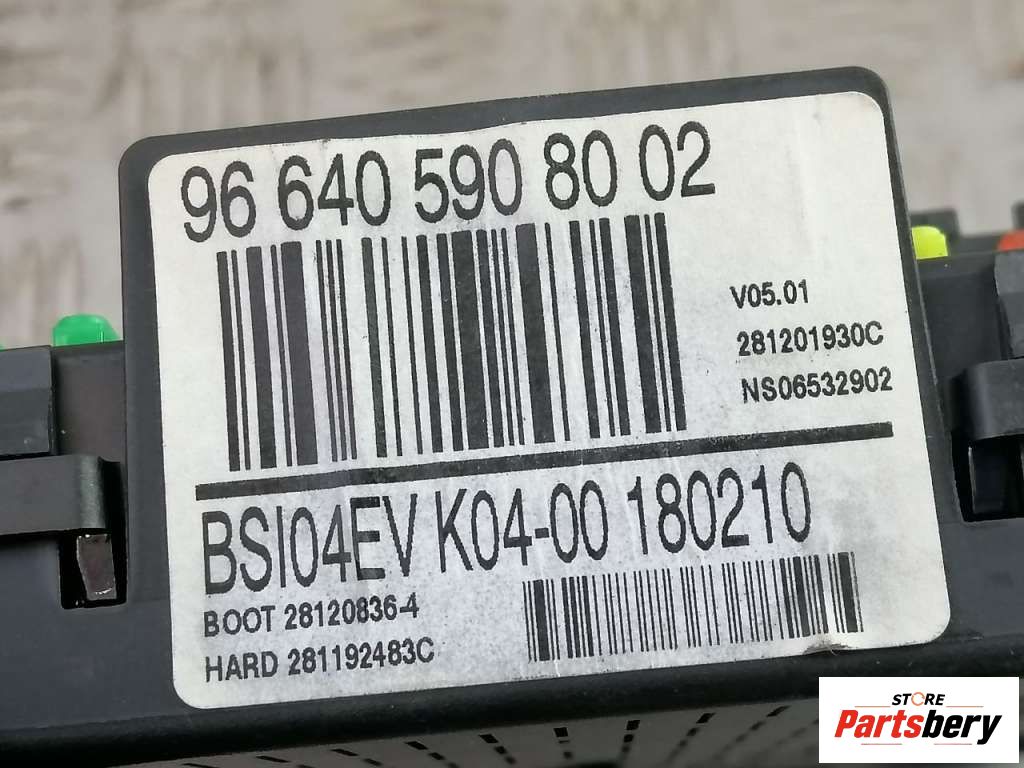 96 640 590 80 02
V05.01
281201930C
NS06532902
BSI04EV K04-00 180210
BOOT 28120836-4
HARD 281192483C
STORE
Partsbery